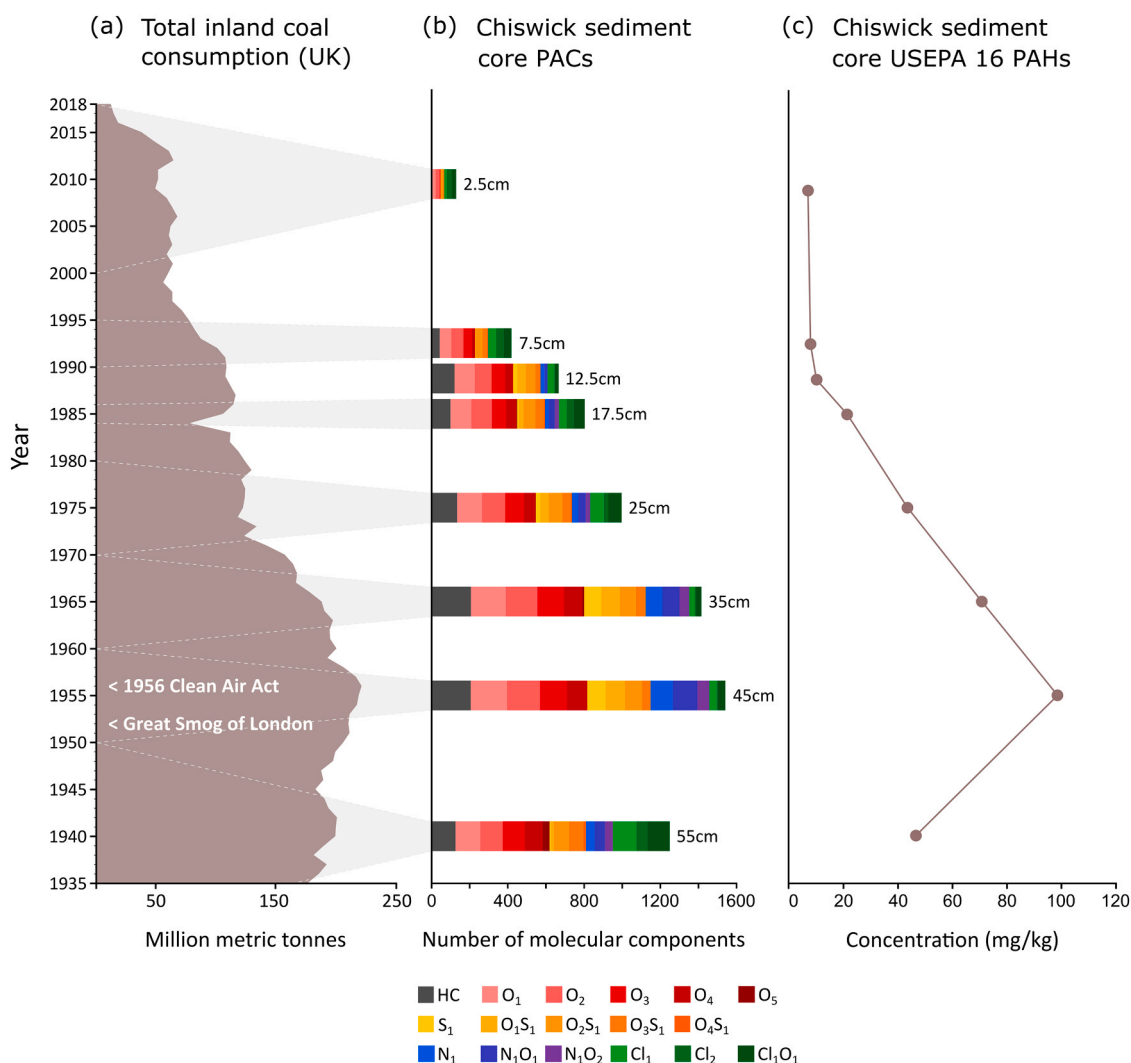 (a) Total inland coal
consumption (UK)
(b) Chiswick sediment
core PACs
(c) Chiswick sediment
core USEPA 16 PAHs
Year
2018
2015
2010
2005
2000
1995
1990
1985
1980
1975
1970
1965
1960
1955
1950
1945
1940
1935
< 1956 Clean Air Act
< Great Smog of London
50 150 250
Million metric tonnes
2.5cm
7.5cm
12.5cm
17.5cm
25cm
35cm
45cm
55cm
0 400 800 1200 1600
Number of molecular components
0 20 40 60 80 100 120
Concentration (mg/kg)
HC O₁ O₂ O₃ O₄ O₅
S₁ O₁S₁ O₂S₁ O₃S₁ O₄S₁
N₁ N₁O₁ N₁O₂ Cl₁ Cl₂ Cl₁O₁